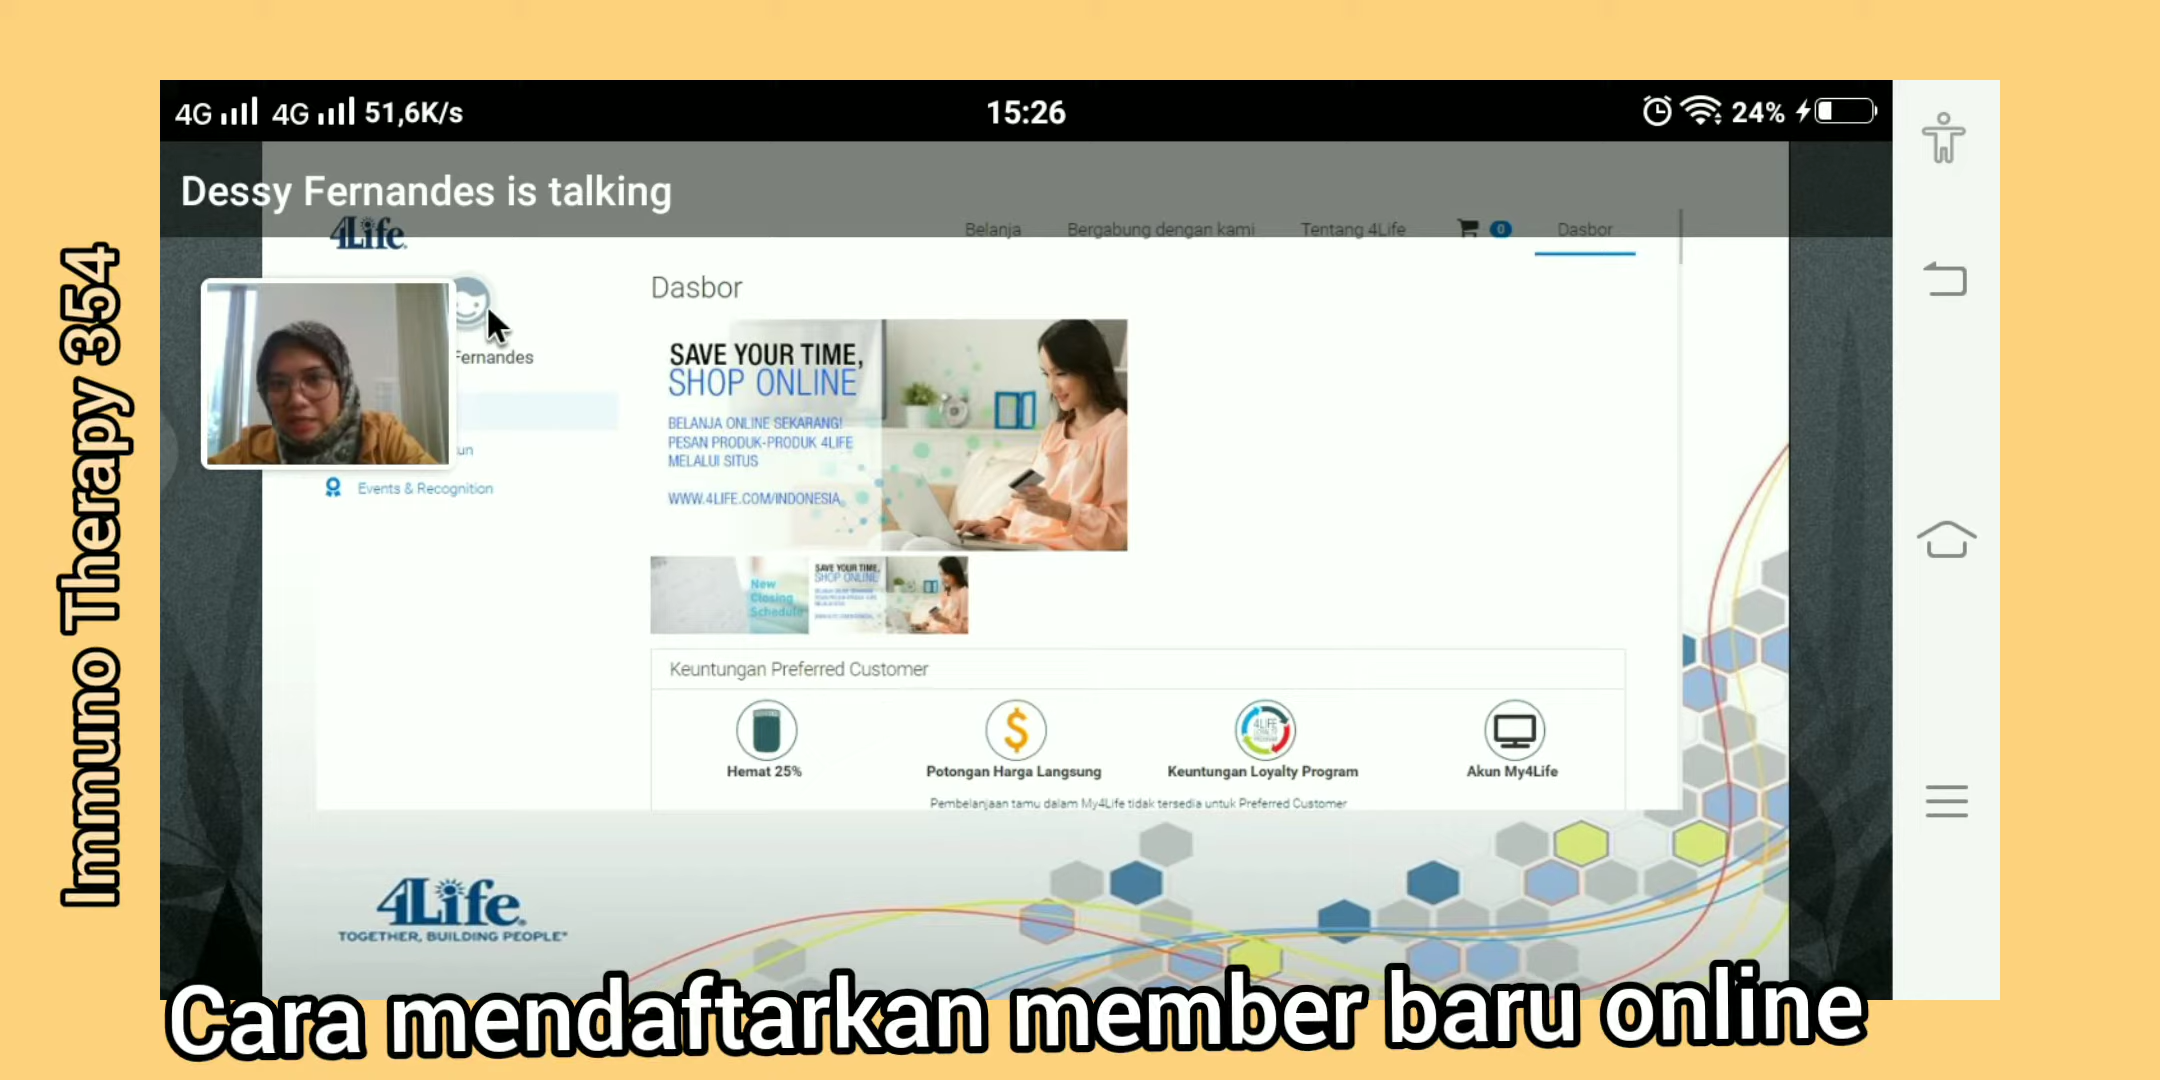 4G 4G 51,6K/s 15:26 24%
Dessy Fernandes is talking
4Life
Belanja Bergabung dengan kami Tentang 4Life 0 Dasbor
Fernandes
un
Events & Recognition
Dasbor
SAVE YOUR TIME,
SHOP ONLINE
BELANJA ONLINE SEKARANG!
PESAN PRODUK-PRODUK 4LIFE
MELALUI SITUS
WWW.4LIFE.COM/INDONESIA
New
Closing
Schedule
SAVE YOUR TIME,
SHOP ONLINE
Keuntungan Preferred Customer
4LIFE
Hemat 25% Potongan Harga Langsung Keuntungan Loyalty Program Akun My4Life
Pembelanjaan tamu dalam My4Life tidak tersedia untuk Preferred Customer
4Life
TOGETHER, BUILDING PEOPLE
Immuno Therapy 354
Cara mendaftarkan member baru online